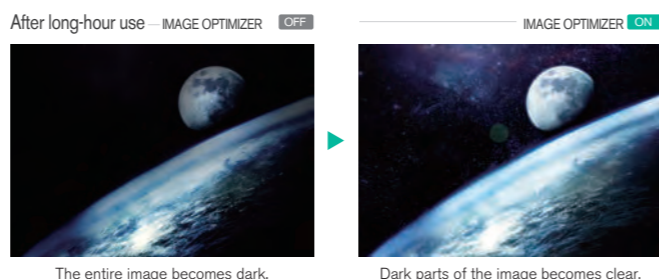 After long-hour use — IMAGE OPTIMIZER OFF
IMAGE OPTIMIZER ON
The entire image becomes dark.
Dark parts of the image becomes clear.